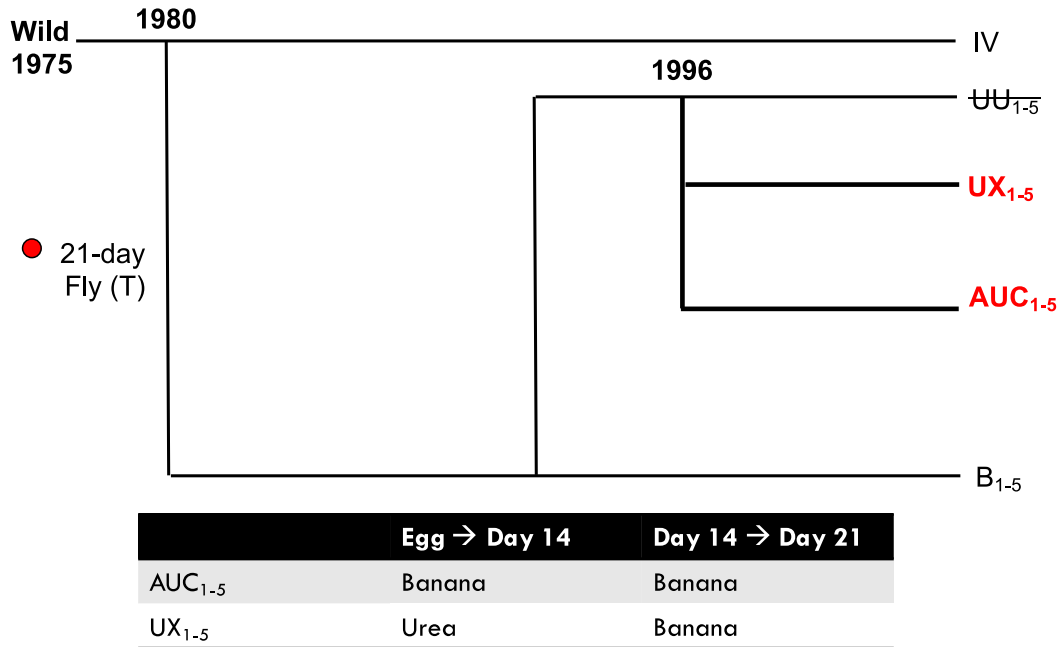 1980
Wild
1975
IV
1996
UU₁₋₅
UX₁₋₅
21-day
Fly (T)
AUC₁₋₅
B₁₋₅
Egg → Day 14 Day 14 → Day 21
AUC₁₋₅ Banana Banana
UX₁₋₅ Urea Banana